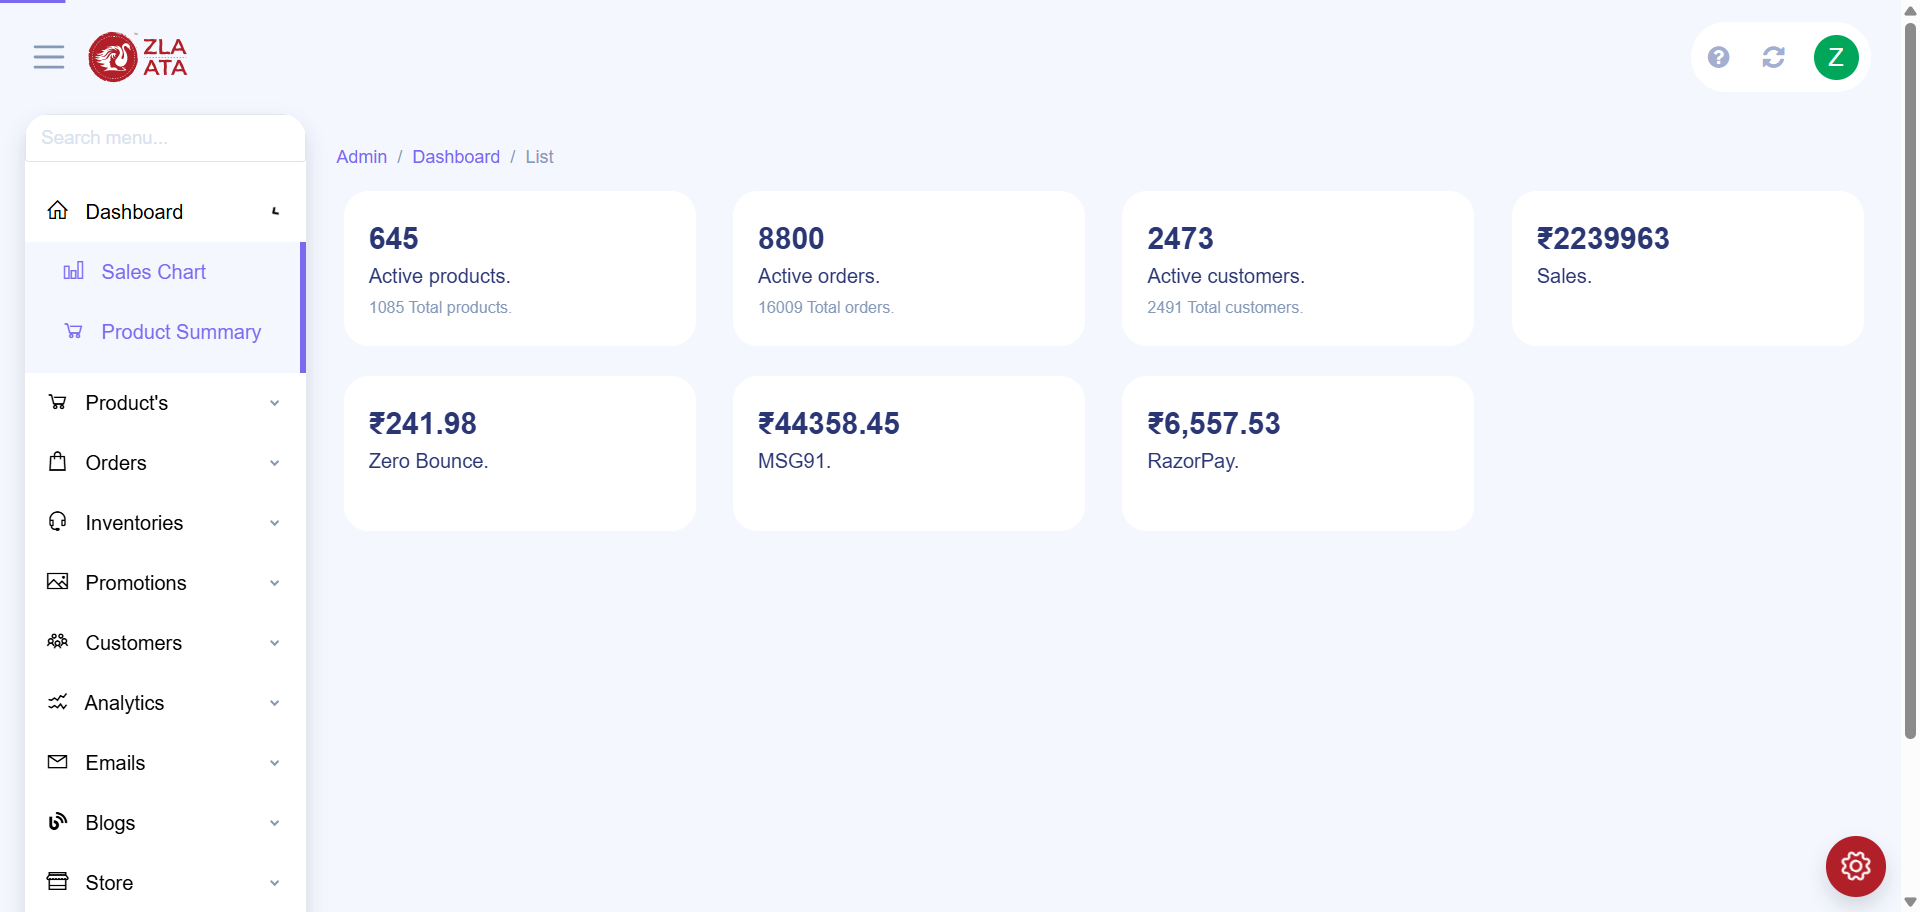 ZLA
ATA
Z
Search menu...
Admin / Dashboard / List
Dashboard
Sales Chart
Product Summary
Product's
Orders
Inventories
Promotions
Customers
Analytics
Emails
Blogs
Store
645
Active products.
1085 Total products.
8800
Active orders.
16009 Total orders.
2473
Active customers.
2491 Total customers.
₹2239963
Sales.
₹241.98
Zero Bounce.
₹44358.45
MSG91.
₹6,557.53
RazorPay.